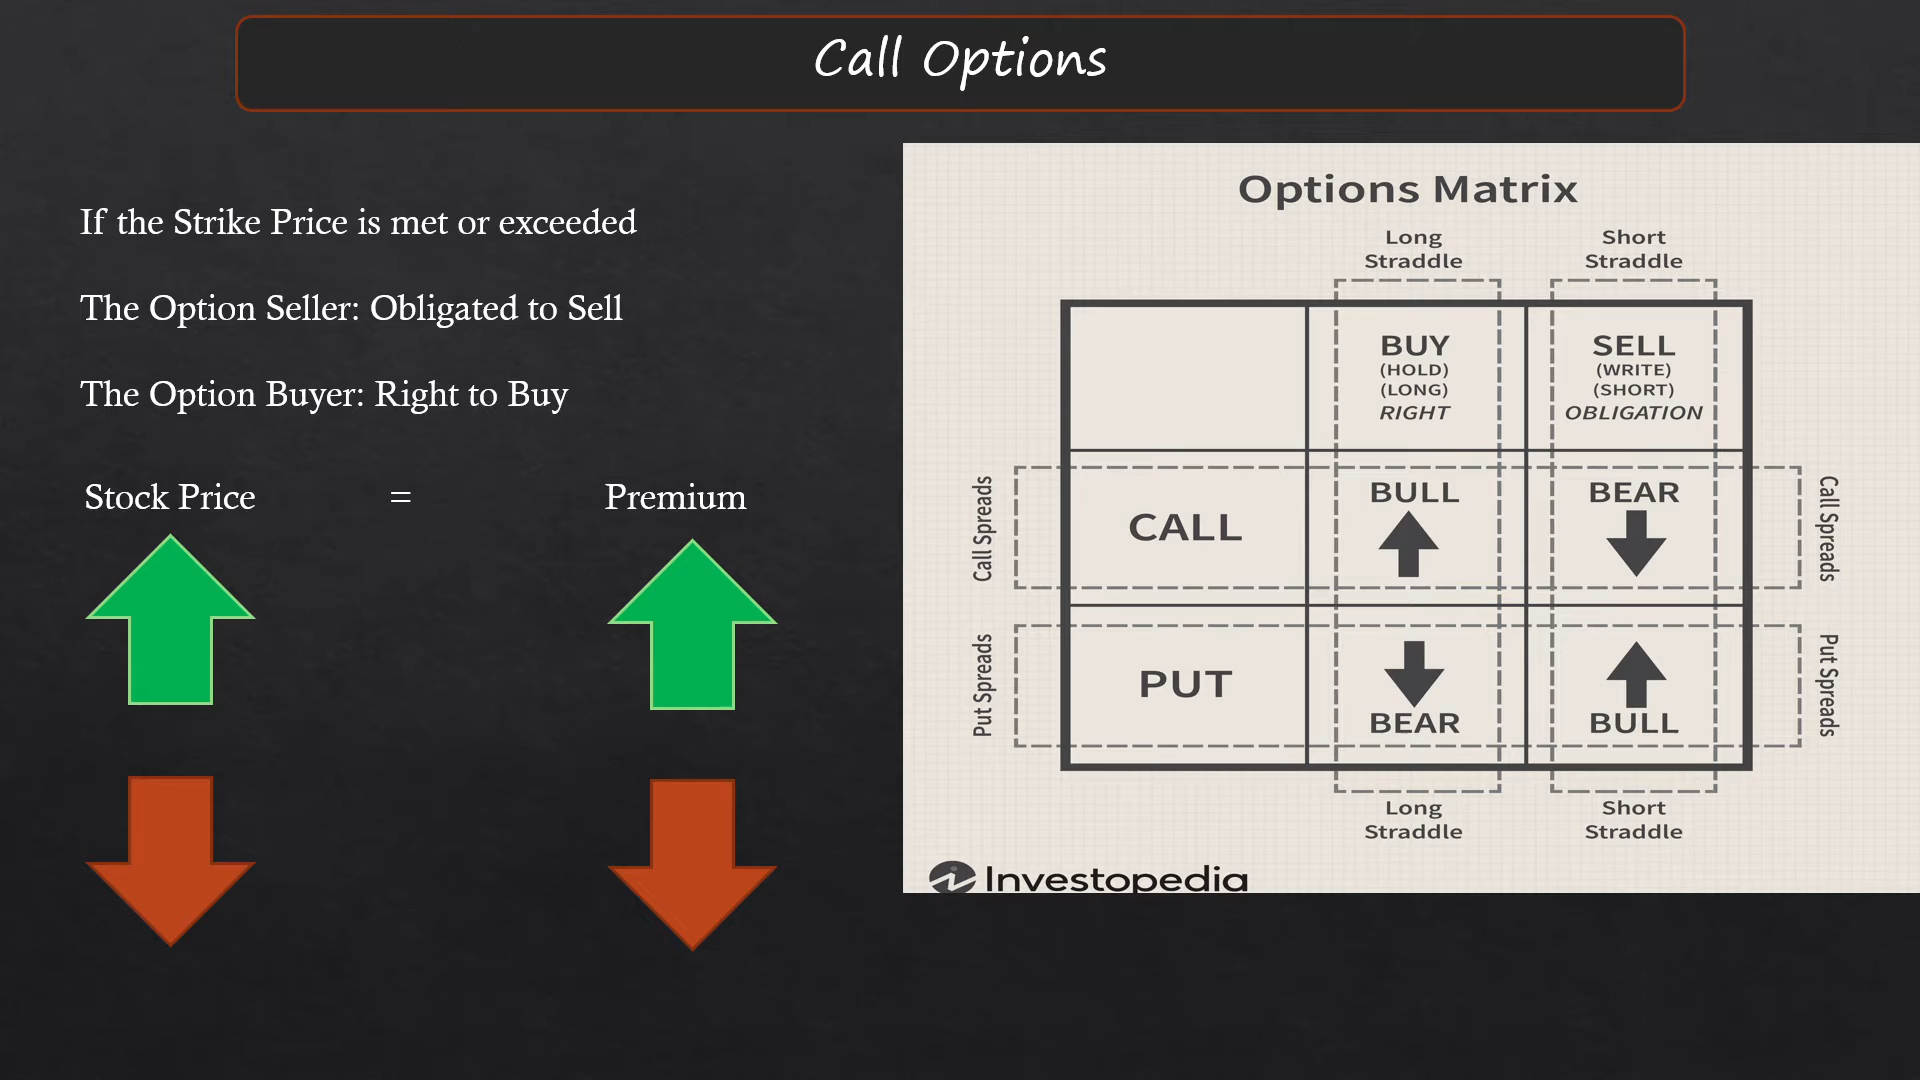 Call Options
If the Strike Price is met or exceeded
The Option Seller: Obligated to Sell
The Option Buyer: Right to Buy
Stock Price = Premium
Options Matrix
Long
Straddle
Short
Straddle
BUY
(HOLD)
(LONG)
RIGHT
SELL
(WRITE)
(SHORT)
OBLIGATION
Call Spreads
CALL
BULL
BEAR
Call Spreads
Put Spreads
PUT
BEAR
BULL
Put Spreads
Long
Straddle
Short
Straddle
Investopedia